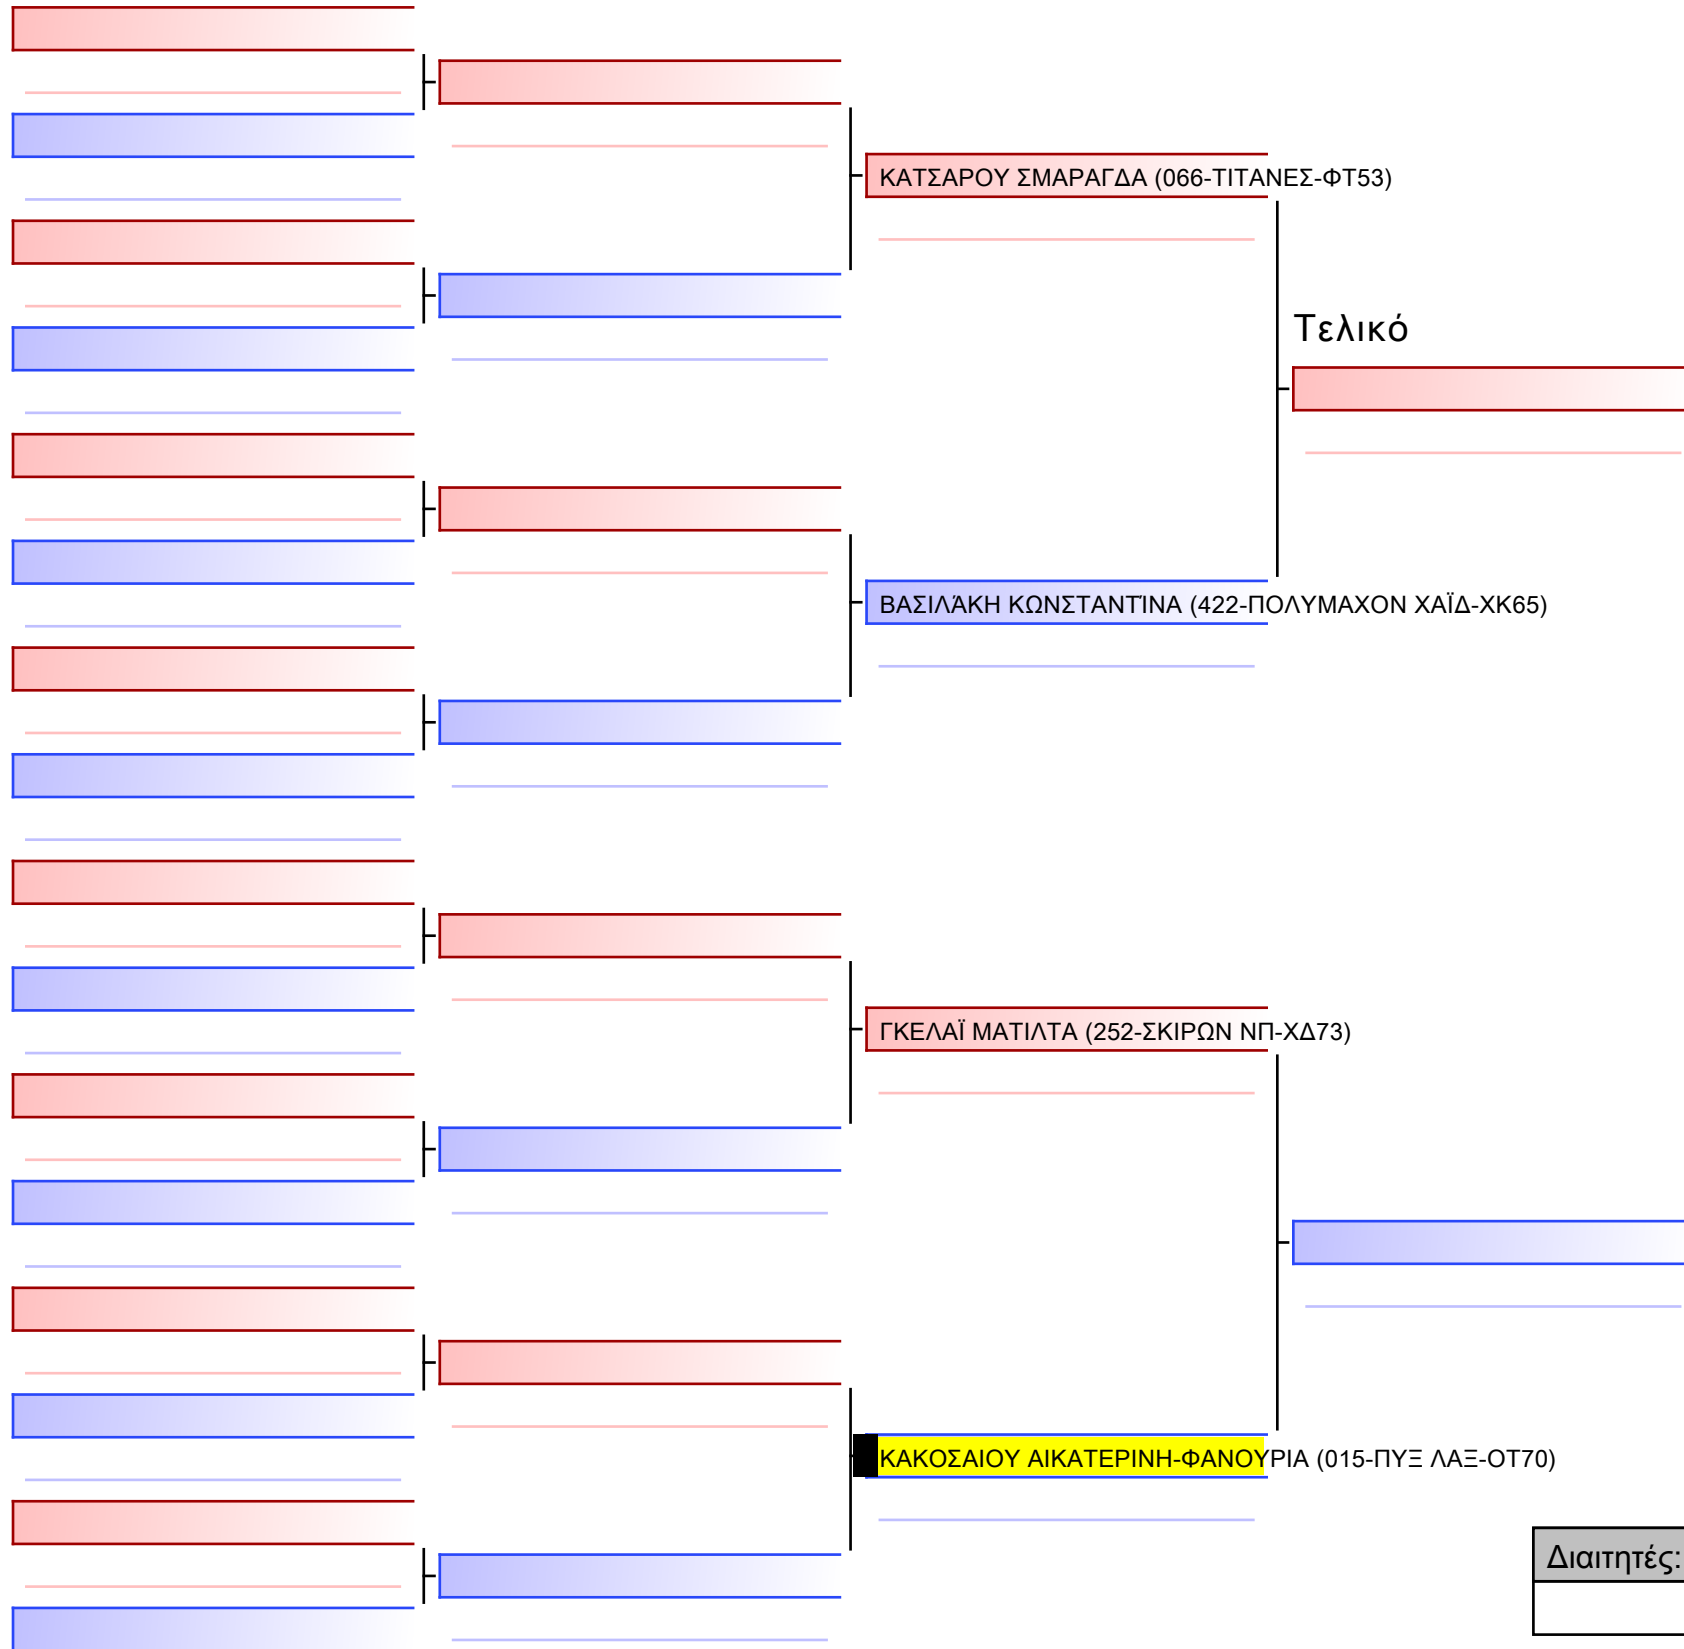 ΚΑΤΣΑΡΟΥ ΣΜΑΡΑΓΔΑ (066-ΤΙΤΑΝΕΣ-ΦΤ53)
Τελικό
ΒΑΣΙΛΆΚΗ ΚΩΝΣΤΑΝΤΊΝΑ (422-ΠΟΛΥΜΑΧΟΝ ΧΑΪΔ-ΧΚ65)
ΓΚΕΛΑΪ ΜΑΤΙΛΤΑ (252-ΣΚΙΡΩΝ ΝΠ-ΧΔ73)
ΚΑΚΟΣΑΙΟΥ ΑΙΚΑΤΕΡΙΝΗ-ΦΑΝΟΥΡΙΑ (015-ΠΥΞ ΛΑΞ-ΟΤ70)
Διαιτητές: